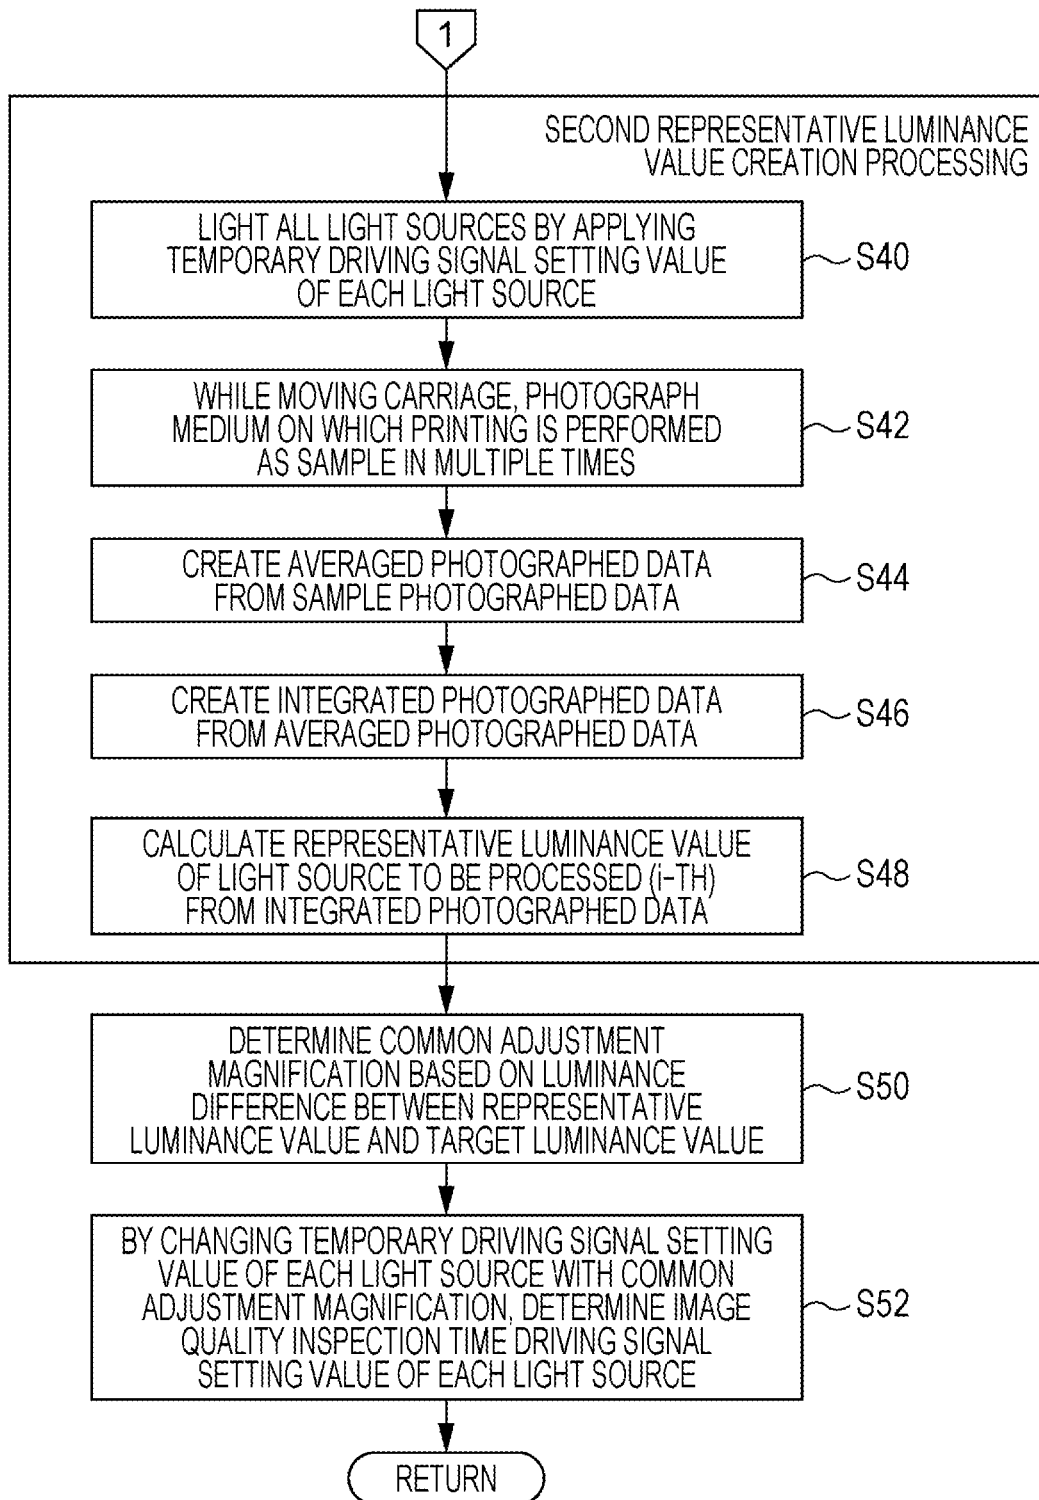 1
SECOND REPRESENTATIVE LUMINANCE
VALUE CREATION PROCESSING
LIGHT ALL LIGHT SOURCES BY APPLYING
TEMPORARY DRIVING SIGNAL SETTING VALUE
OF EACH LIGHT SOURCE
S40
WHILE MOVING CARRIAGE, PHOTOGRAPH
MEDIUM ON WHICH PRINTING IS PERFORMED
AS SAMPLE IN MULTIPLE TIMES
S42
CREATE AVERAGED PHOTOGRAPHED DATA
FROM SAMPLE PHOTOGRAPHED DATA
S44
CREATE INTEGRATED PHOTOGRAPHED DATA
FROM AVERAGED PHOTOGRAPHED DATA
S46
CALCULATE REPRESENTATIVE LUMINANCE VALUE
OF LIGHT SOURCE TO BE PROCESSED (i-TH)
FROM INTEGRATED PHOTOGRAPHED DATA
S48
DETERMINE COMMON ADJUSTMENT
MAGNIFICATION BASED ON LUMINANCE
DIFFERENCE BETWEEN REPRESENTATIVE
LUMINANCE VALUE AND TARGET LUMINANCE VALUE
S50
BY CHANGING TEMPORARY DRIVING SIGNAL SETTING
VALUE OF EACH LIGHT SOURCE WITH COMMON
ADJUSTMENT MAGNIFICATION, DETERMINE IMAGE
QUALITY INSPECTION TIME DRIVING SIGNAL
SETTING VALUE OF EACH LIGHT SOURCE
S52
RETURN